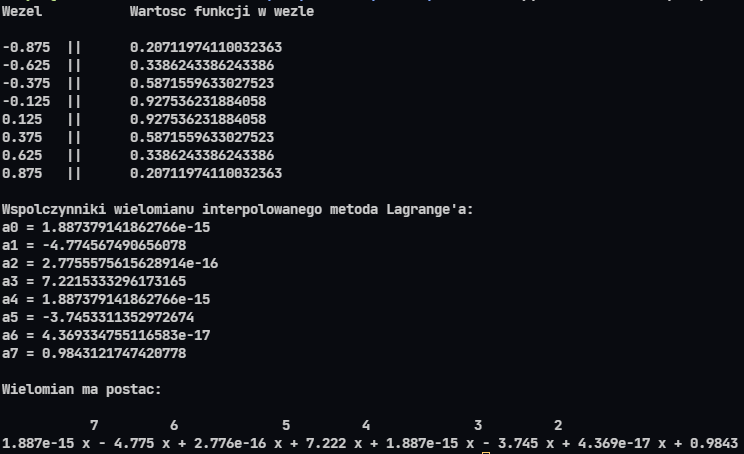 Wezel          Wartosc funkcji w wezle
-0.875  ||      0.20711974110032363
-0.625  ||      0.3386243386243386
-0.375  ||      0.5871559633027523
-0.125  ||      0.927536231884058
0.125   ||      0.927536231884058
0.375   ||      0.5871559633027523
0.625   ||      0.3386243386243386
0.875   ||      0.20711974110032363
Wspolczynniki wielomianu interpolowanego metoda Lagrange'a:
a0 = 1.887379141862766e-15
a1 = -4.774567490656078
a2 = 2.7755575615628914e-16
a3 = 7.2215333296173165
a4 = 1.887379141862766e-15
a5 = -3.7453311352972674
a6 = 4.369334755116583e-17
a7 = 0.9843121747420778
Wielomian ma postac:
           7         6             5         4             3         2
1.887e-15 x - 4.775 x + 2.776e-16 x + 7.222 x + 1.887e-15 x - 3.745 x + 4.369e-17 x + 0.9843